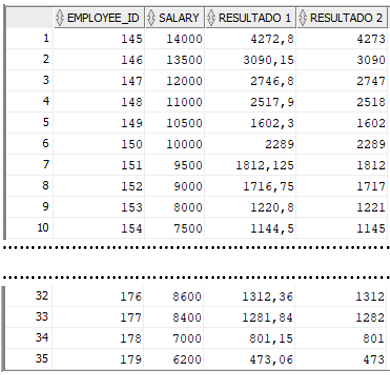 EMPLOYEE_ID SALARY RESULTADO 1 RESULTADO 2
1 145 14000 4272,8 4273
2 146 13500 3090,15 3090
3 147 12000 2746,8 2747
4 148 11000 2517,9 2518
5 149 10500 1602,3 1602
6 150 10000 2289 2289
7 151 9500 1812,125 1812
8 152 9000 1716,75 1717
9 153 8000 1220,8 1221
10 154 7500 1144,5 1145
32 176 8600 1312,36 1312
33 177 8400 1281,84 1282
34 178 7000 801,15 801
35 179 6200 473,06 473